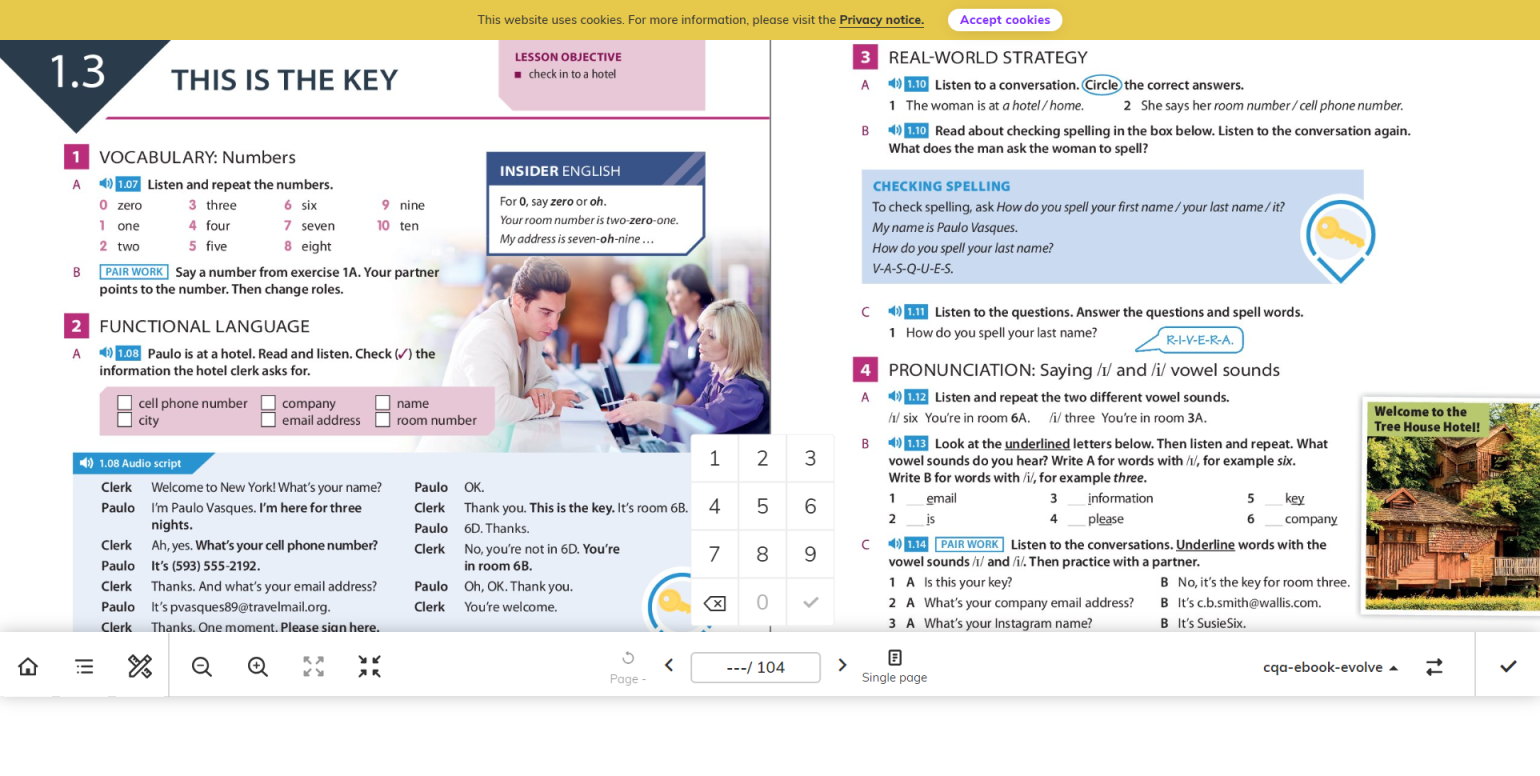 This website uses cookies. For more information, please visit the Privacy notice.
Accept cookies
1.3
THIS IS THE KEY
LESSON OBJECTIVE
■ check in to a hotel
1 VOCABULARY: Numbers
A 1.07 Listen and repeat the numbers.
0 zero 3 three 6 six 9 nine
1 one 4 four 7 seven 10 ten
2 two 5 five 8 eight
B PAIR WORK Say a number from exercise 1A. Your partner
points to the number. Then change roles.
INSIDER ENGLISH
For 0, say zero or oh.
Your room number is two-zero-one.
My address is seven-oh-nine …
2 FUNCTIONAL LANGUAGE
A 1.08 Paulo is at a hotel. Read and listen. Check (✓) the
information the hotel clerk asks for.
cell phone number company name
city email address room number
1.08 Audio script
Clerk Welcome to New York! What's your name?
Paulo I'm Paulo Vasques. I'm here for three
nights.
Clerk Ah, yes. What's your cell phone number?
Paulo It's (593) 555-2192.
Clerk Thanks. And what's your email address?
Paulo It's pvasques89@travelmail.org.
Clerk Thanks. One moment. Please sign here.
Paulo OK.
Clerk Thank you. This is the key. It's room 6B.
Paulo 6D. Thanks.
Clerk No, you're not in 6D. You're
in room 6B.
Paulo Oh, OK. Thank you.
Clerk You're welcome.
1 2 3
4 5 6
7 8 9
0
3 REAL-WORLD STRATEGY
A 1.10 Listen to a conversation. Circle the correct answers.
1 The woman is at a hotel / home. 2 She says her room number / cell phone number.
B 1.10 Read about checking spelling in the box below. Listen to the conversation again.
What does the man ask the woman to spell?
CHECKING SPELLING
To check spelling, ask How do you spell your first name / your last name / it?
My name is Paulo Vasques.
How do you spell your last name?
V-A-S-Q-U-E-S.
C 1.11 Listen to the questions. Answer the questions and spell words.
1 How do you spell your last name?
R-I-V-E-R-A.
4 PRONUNCIATION: Saying /ɪ/ and /i/ vowel sounds
A 1.12 Listen and repeat the two different vowel sounds.
/ɪ/ six You're in room 6A. /i/ three You're in room 3A.
B 1.13 Look at the underlined letters below. Then listen and repeat. What
vowel sounds do you hear? Write A for words with /ɪ/, for example six.
Write B for words with /i/, for example three.
1 ___ email 3 ___ information 5 ___ key
2 ___ is 4 ___ please 6 ___ company
C 1.14 PAIR WORK Listen to the conversations. Underline words with the
vowel sounds /ɪ/ and /i/. Then practice with a partner.
1 A Is this your key? B No, it's the key for room three.
2 A What's your company email address? B It's c.b.smith@wallis.com.
3 A What's your Instagram name? B It's SusieSix.
Welcome to the
Tree House Hotel!
Page -
---/ 104
Single page
cqa-ebook-evolve